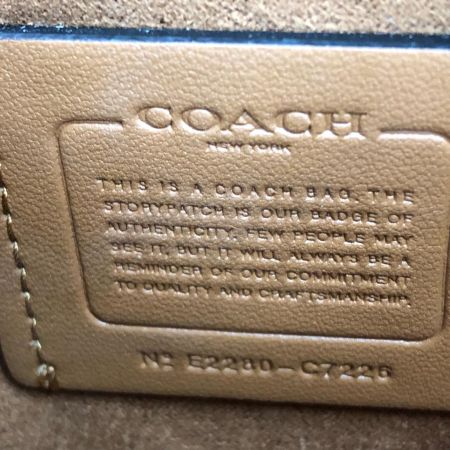 COACH
NEW YORK
THIS IS A COACH BAG. THE
STORYPATCH IS OUR BADGE OF
AUTHENTICITY. FEW PEOPLE MAY
SEE IT, BUT IT WILL ALWAYS BE A
REMINDER OF OUR COMMITMENT
TO QUALITY AND CRAFTSMANSHIP.
Nº E2280-C7226